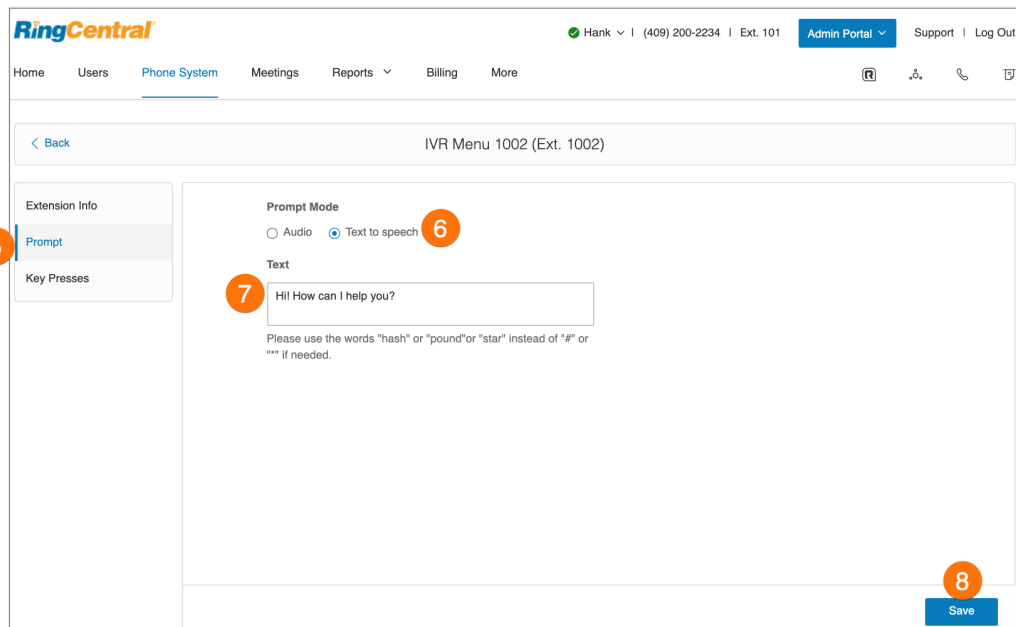 RingCentral
Hank | (409) 200-2234 | Ext. 101 Admin Portal Support | Log Out
Home Users Phone System Meetings Reports Billing More
Back IVR Menu 1002 (Ext. 1002)
Extension Info
Prompt
Key Presses
Prompt Mode
Audio Text to speech 6
Text
7 Hi! How can I help you?
Please use the words "hash" or "pound"or "star" instead of "#" or
"*" if needed.
8
Save